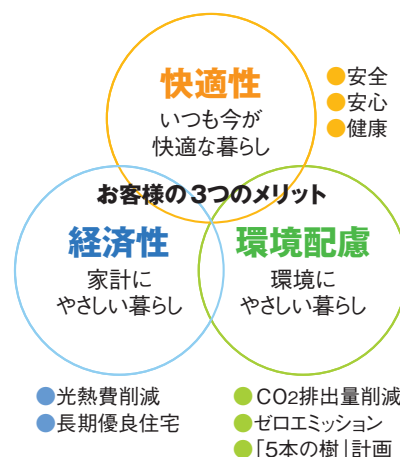 快適性
いつも今が
快適な暮らし
●安全
●安心
●健康
お客様の3つのメリット
経済性
家計に
やさしい暮らし
環境配慮
環境に
やさしい暮らし
●光熱費削減
●長期優良住宅
●CO2排出量削減
●ゼロエミッション
●「5本の樹」計画